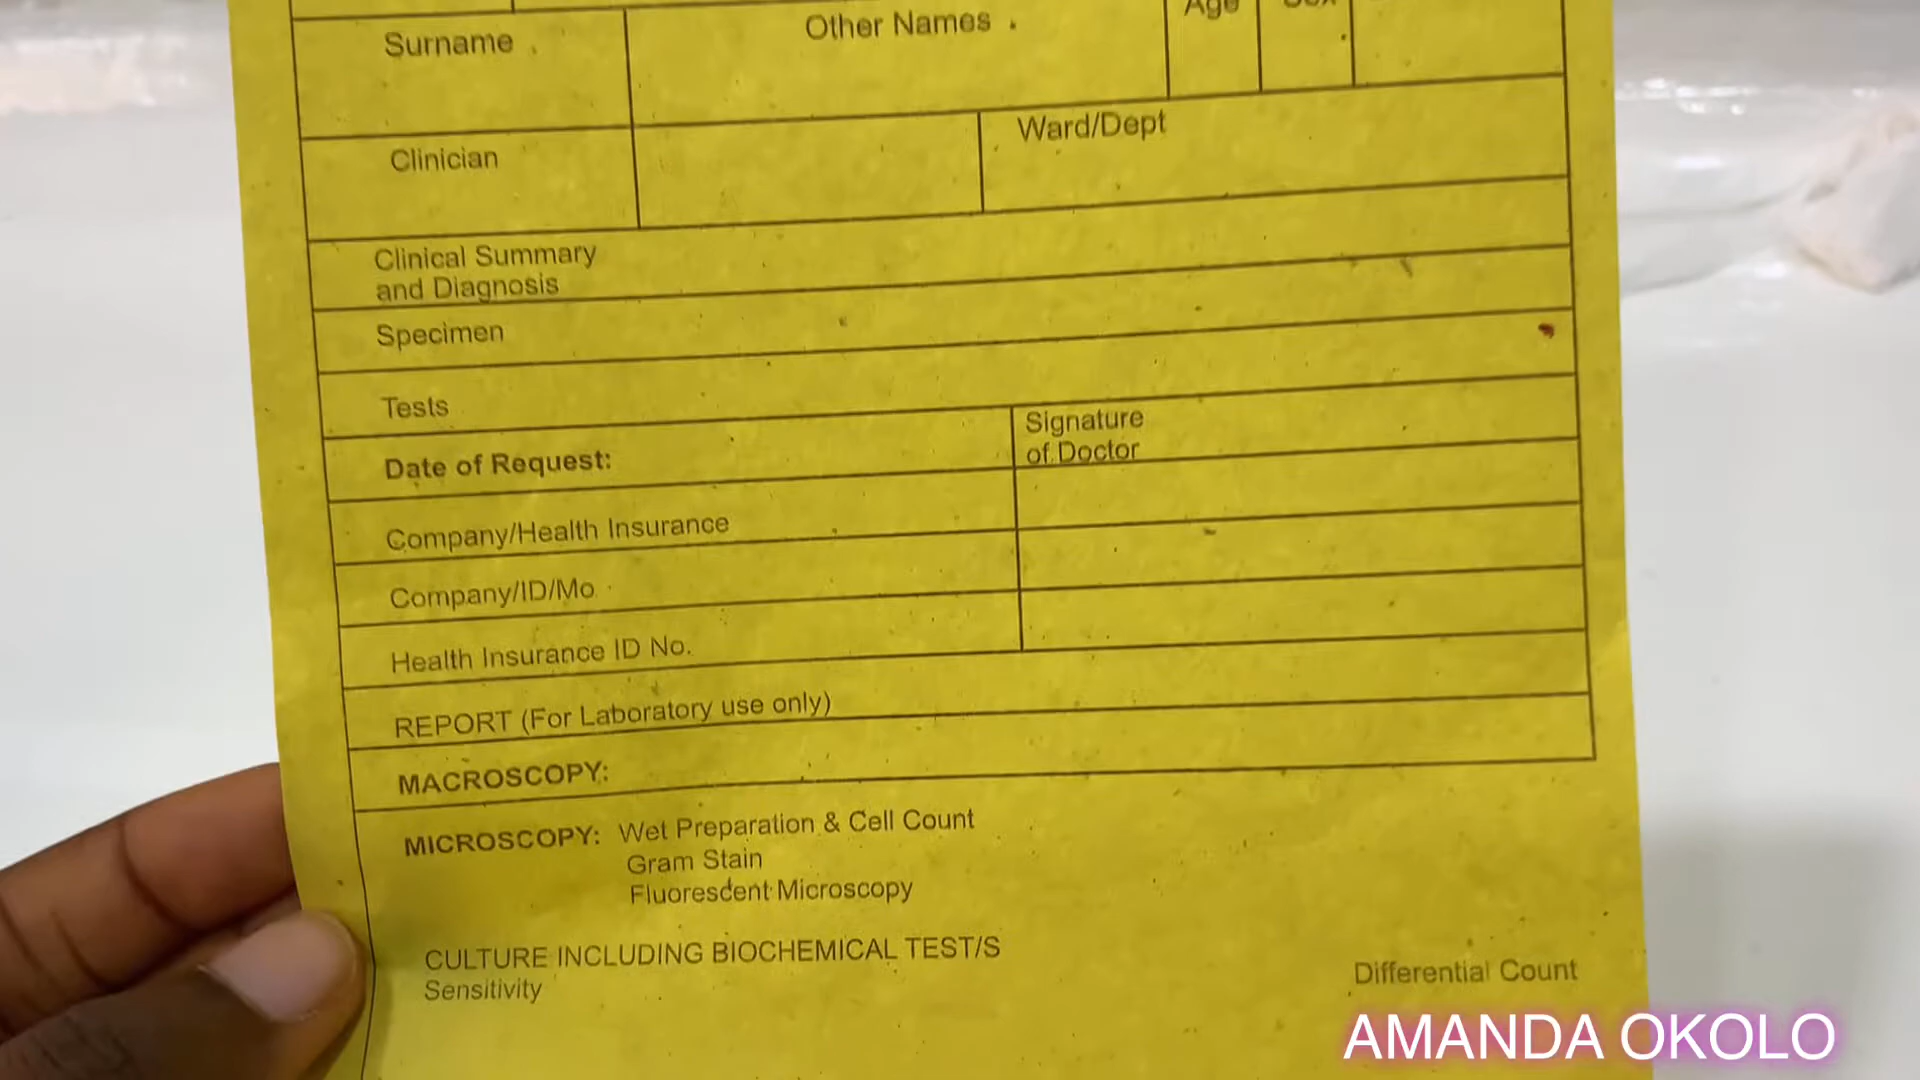 Surname
Other Names
Age
Sex
Clinician
Ward/Dept
Clinical Summary
and Diagnosis
Specimen
Tests
Date of Request:
Signature
of Doctor
Company/Health Insurance
Company/ID/Mo
Health Insurance ID No.
REPORT (For Laboratory use only)
MACROSCOPY:
MICROSCOPY: Wet Preparation & Cell Count
Gram Stain
Fluorescent Microscopy
CULTURE INCLUDING BIOCHEMICAL TEST/S
Sensitivity
Differential Count
AMANDA OKOLO